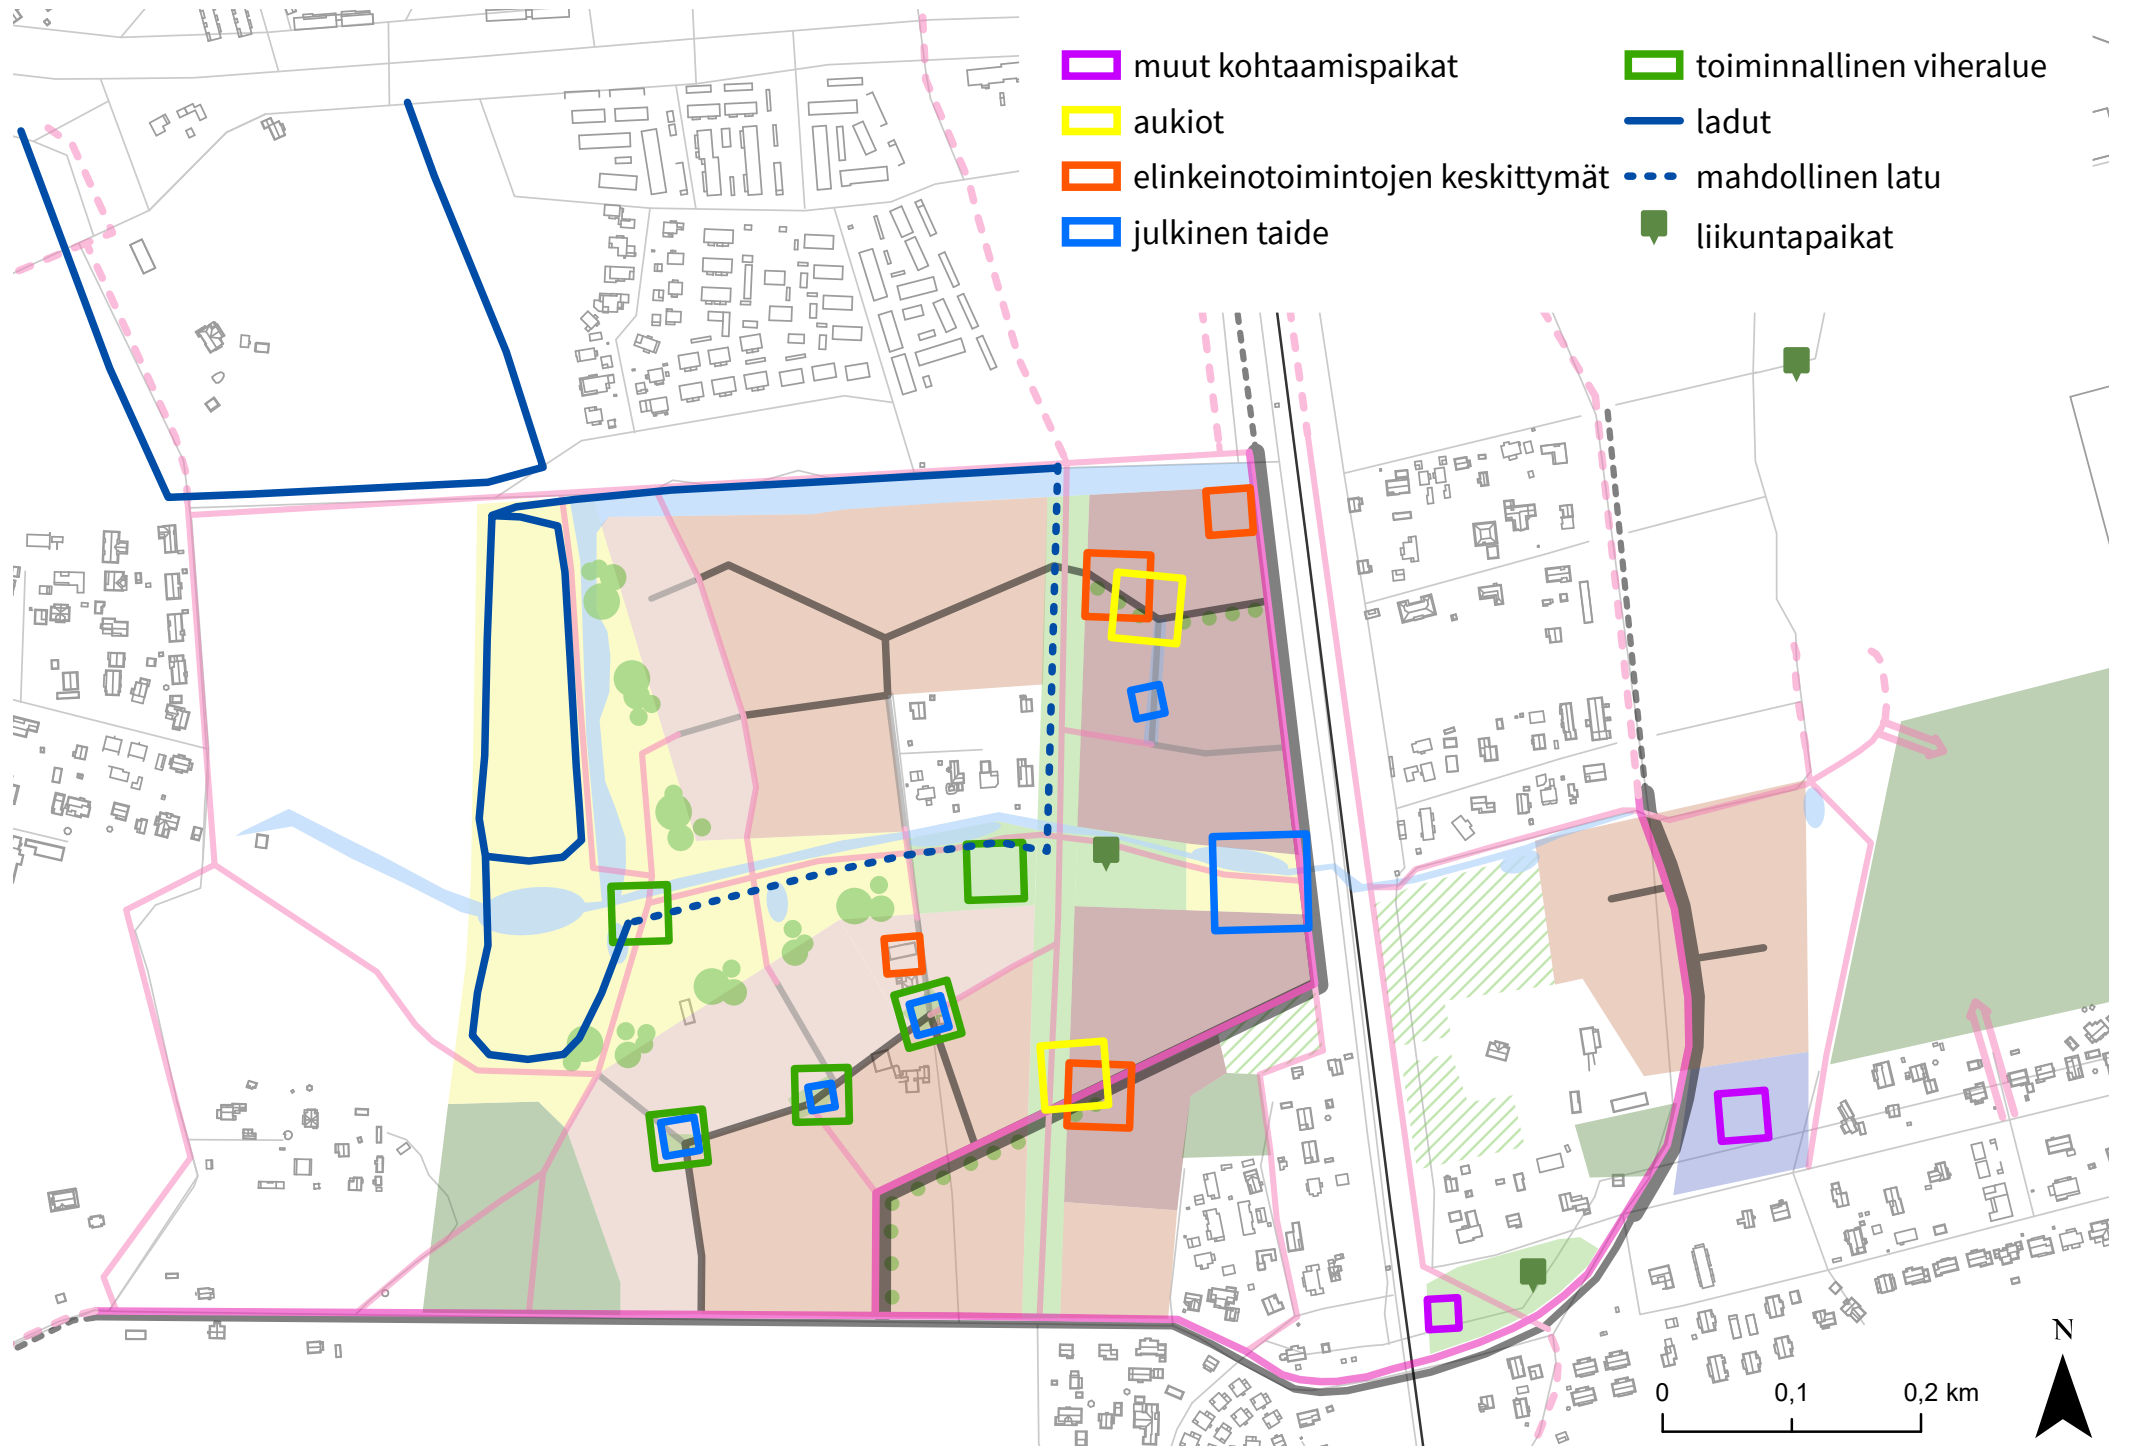 muut kohtaamispaikat
aukiot
elinkeinotoimintojen keskittymät
julkinen taide
toiminnallinen viheralue
ladut
mahdollinen latu
liikuntapaikat
N
0 0,1 0,2 km